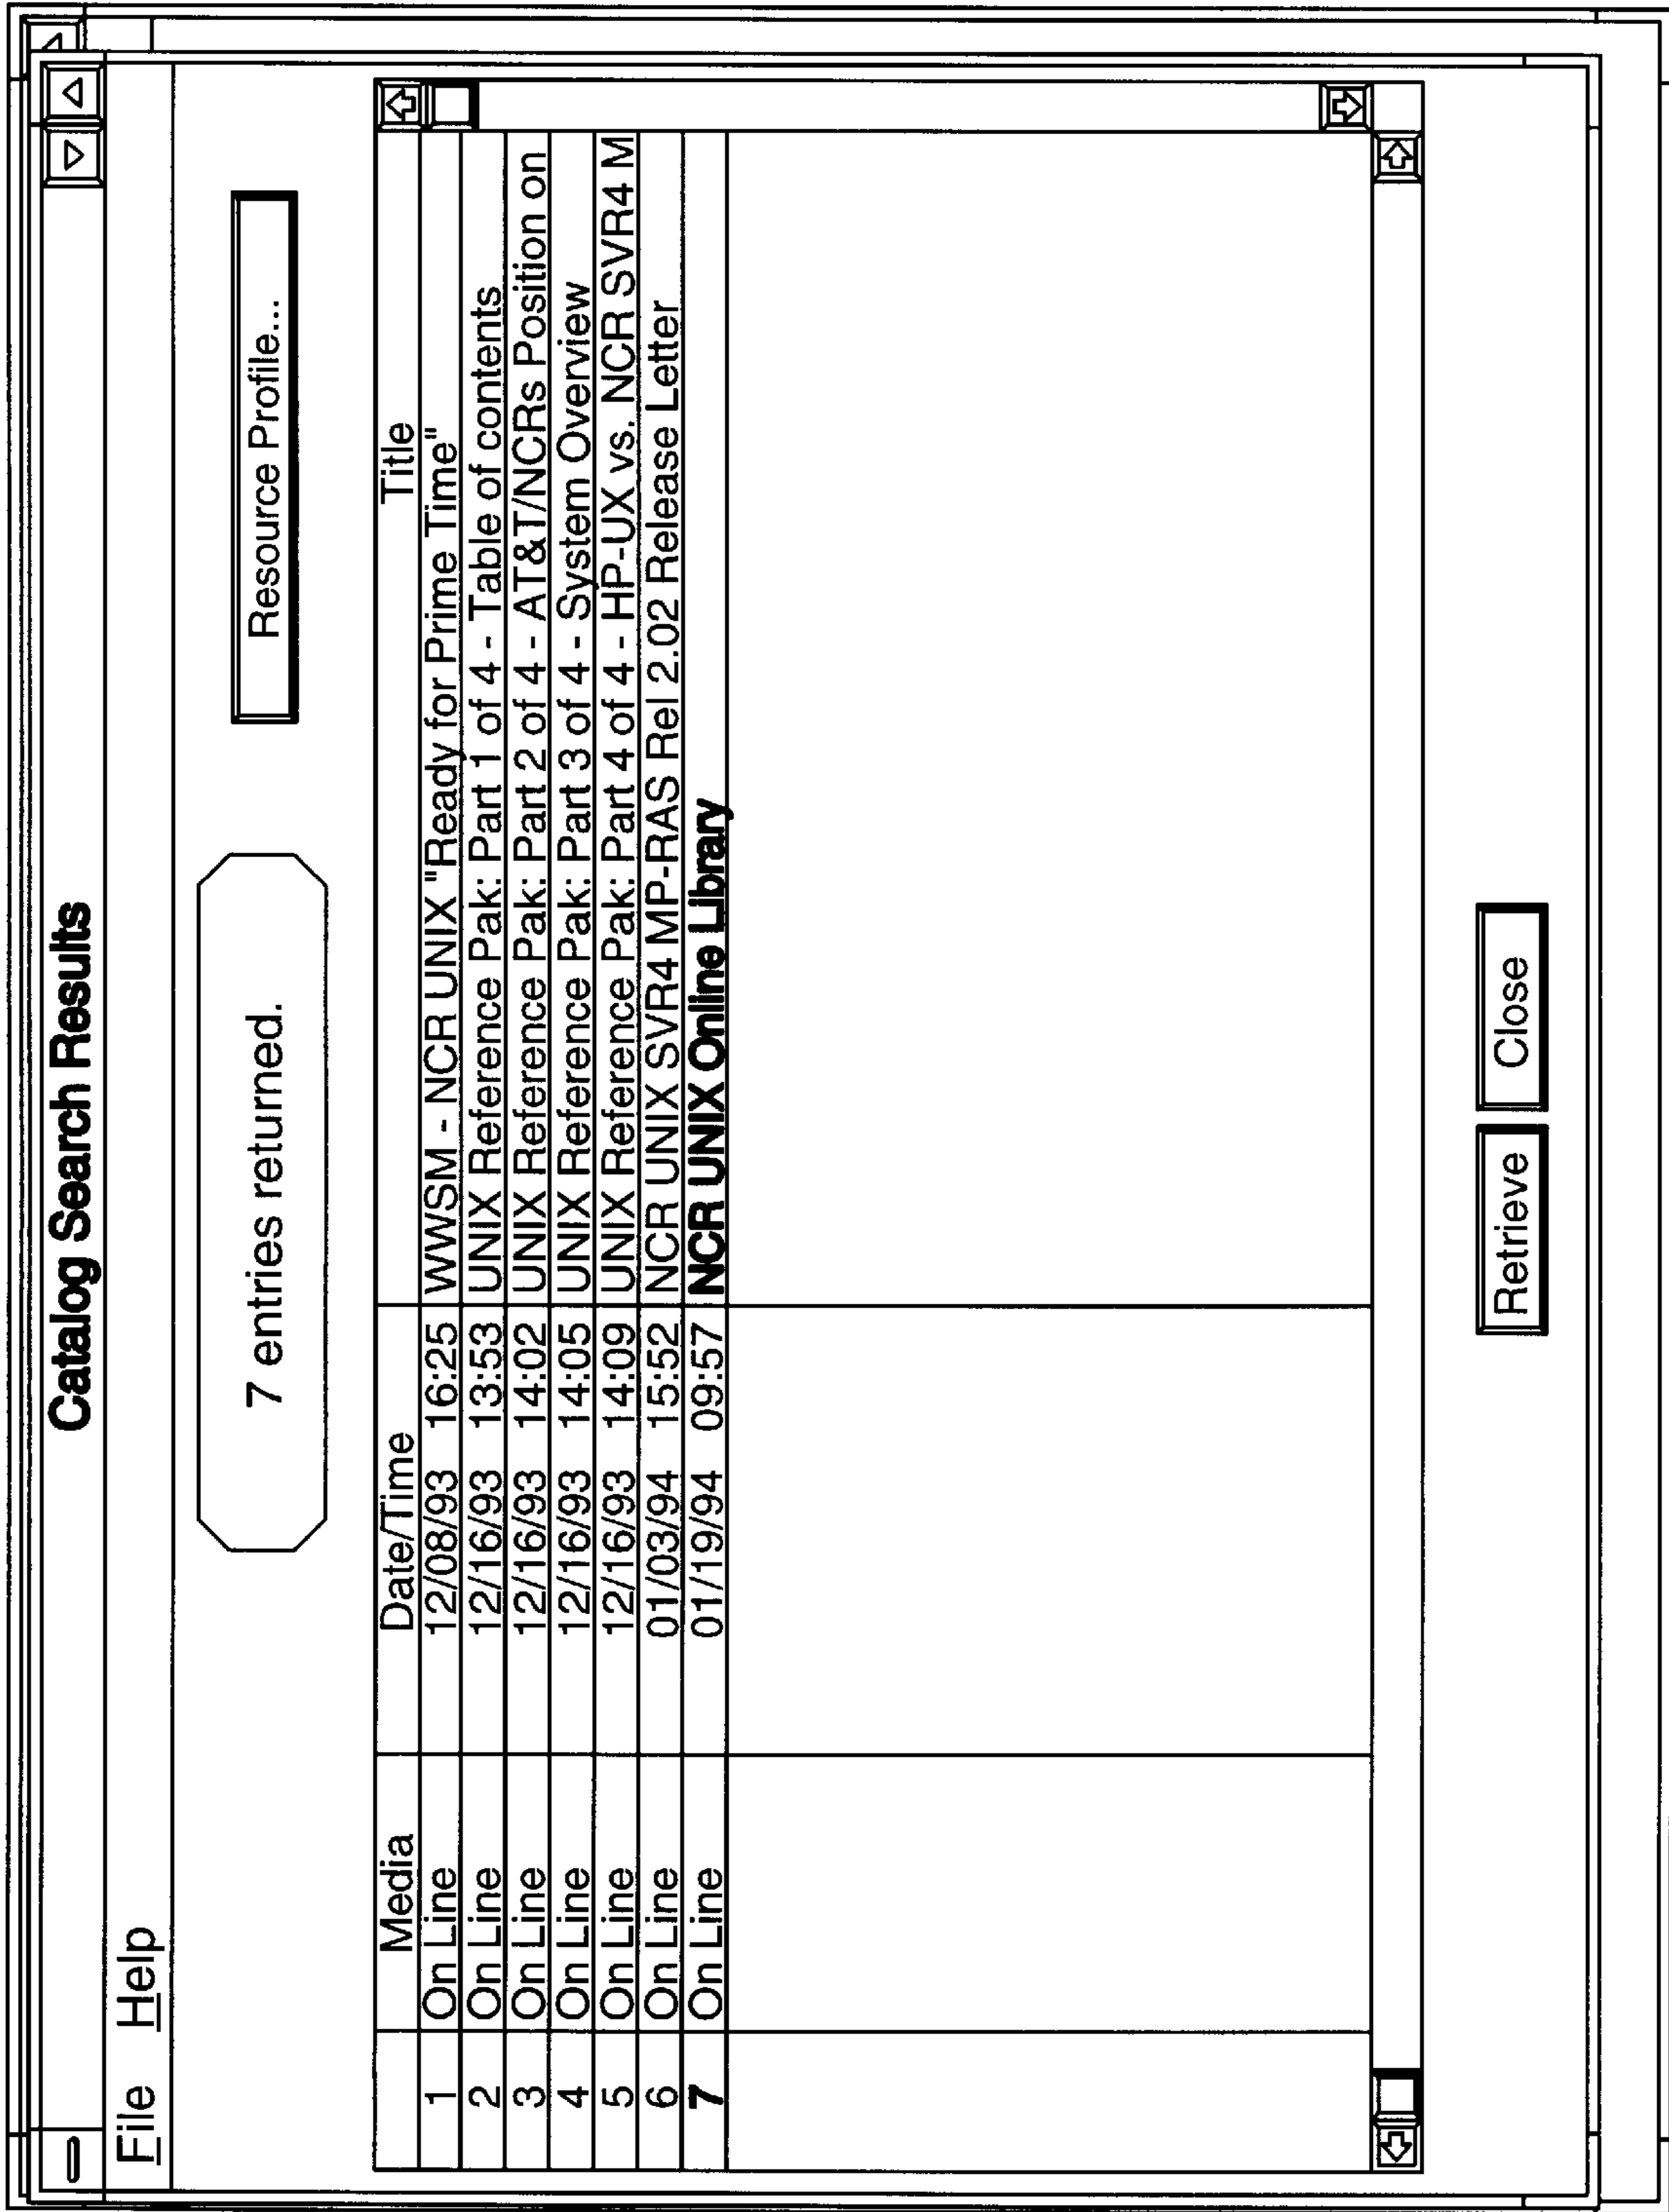 Catalog Search Results
File Help
7 entries returned.
Resource Profile...
Media Date/Time Title
1 On Line 12/08/93 16:25 WWSM - NCR UNIX "Ready for Prime Time"
2 On Line 12/16/93 13:53 UNIX Reference Pak: Part 1 of 4 - Table of contents
3 On Line 12/16/93 14:02 UNIX Reference Pak: Part 2 of 4 - AT&T/NCRs Position on
4 On Line 12/16/93 14:05 UNIX Reference Pak: Part 3 of 4 - System Overview
5 On Line 12/16/93 14:09 UNIX Reference Pak: Part 4 of 4 - HP-UX vs. NCR SVR4 M
6 On Line 01/03/94 15:52 NCR UNIX SVR4 MP-RAS Rel 2.02 Release Letter
7 On Line 01/19/94 09:57 NCR UNIX Online Library
Retrieve Close